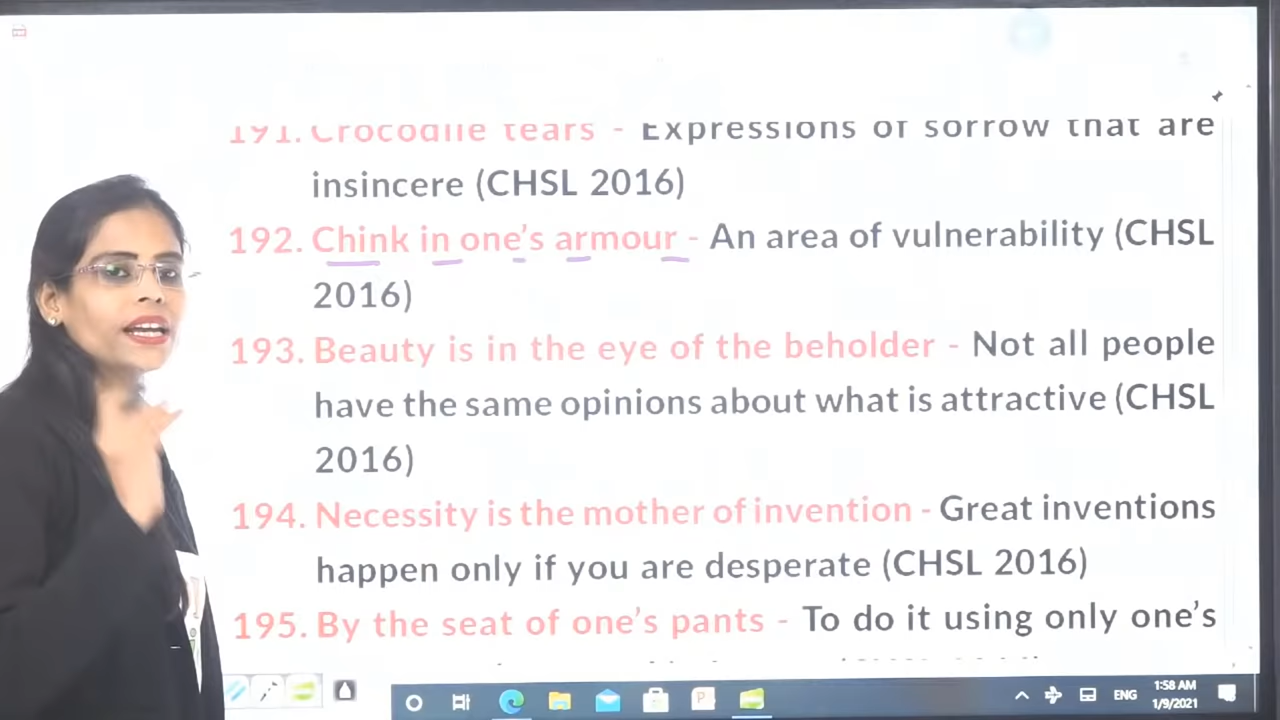 191. Crocodile tears - Expressions of sorrow that are
insincere (CHSL 2016)
192. Chink in one's armour - An area of vulnerability (CHSL
2016)
193. Beauty is in the eye of the beholder - Not all people
have the same opinions about what is attractive (CHSL
2016)
194. Necessity is the mother of invention - Great inventions
happen only if you are desperate (CHSL 2016)
195. By the seat of one's pants - To do it using only one's
ENG
1:58 AM
1/9/2021